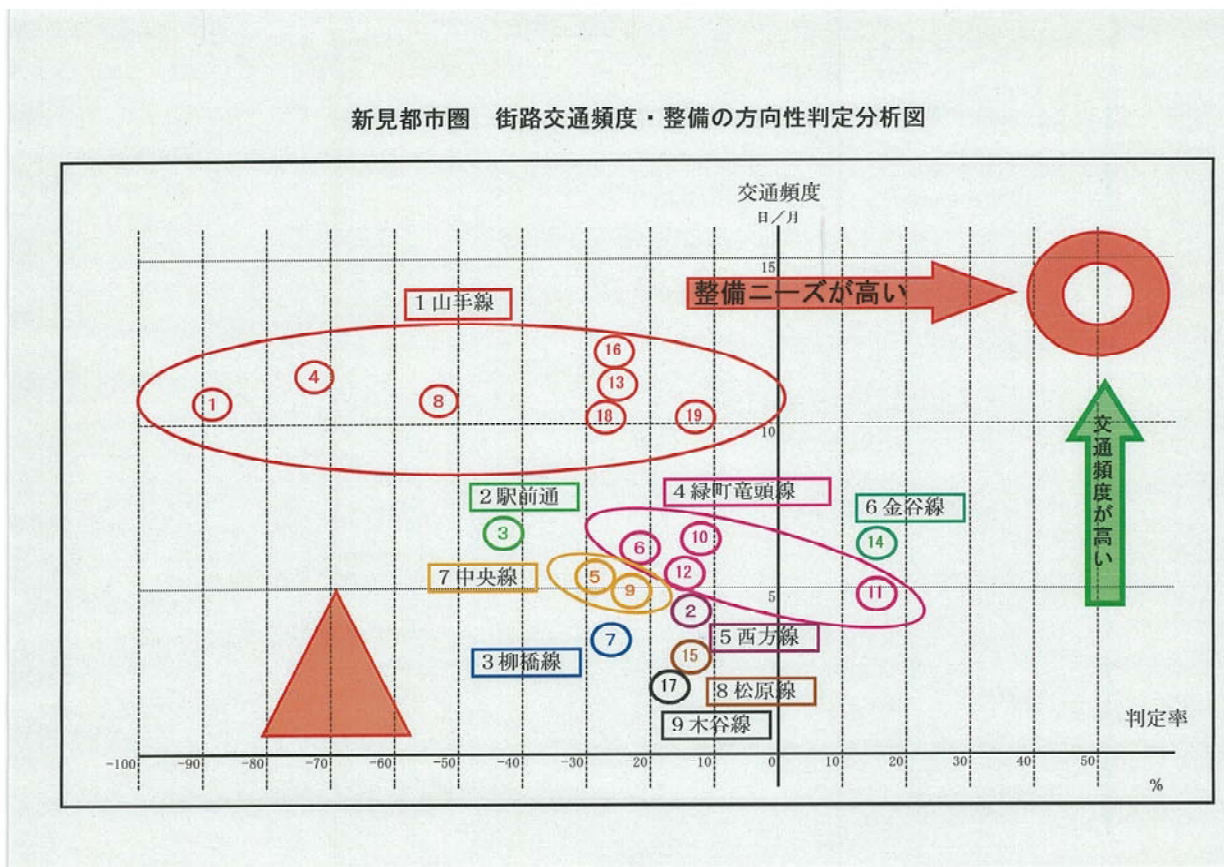 新見都市圏　街路交通頻度・整備の方向性判定分析図
交通頻度
日／月
15
整備ニーズが高い
1山手線
16
4
13
1
8
18
19
10
交通頻度が高い
2駅前通
4緑町竜頭線
6金谷線
3
10
14
6
7中央線
5
12
9
11
5
2
7
5西方線
3柳橋線
15
17
8松原線
9木谷線
判定率
-100
-90
-80
-70
-60
-50
-40
-30
20
10
0
10
20
30
40
50
%